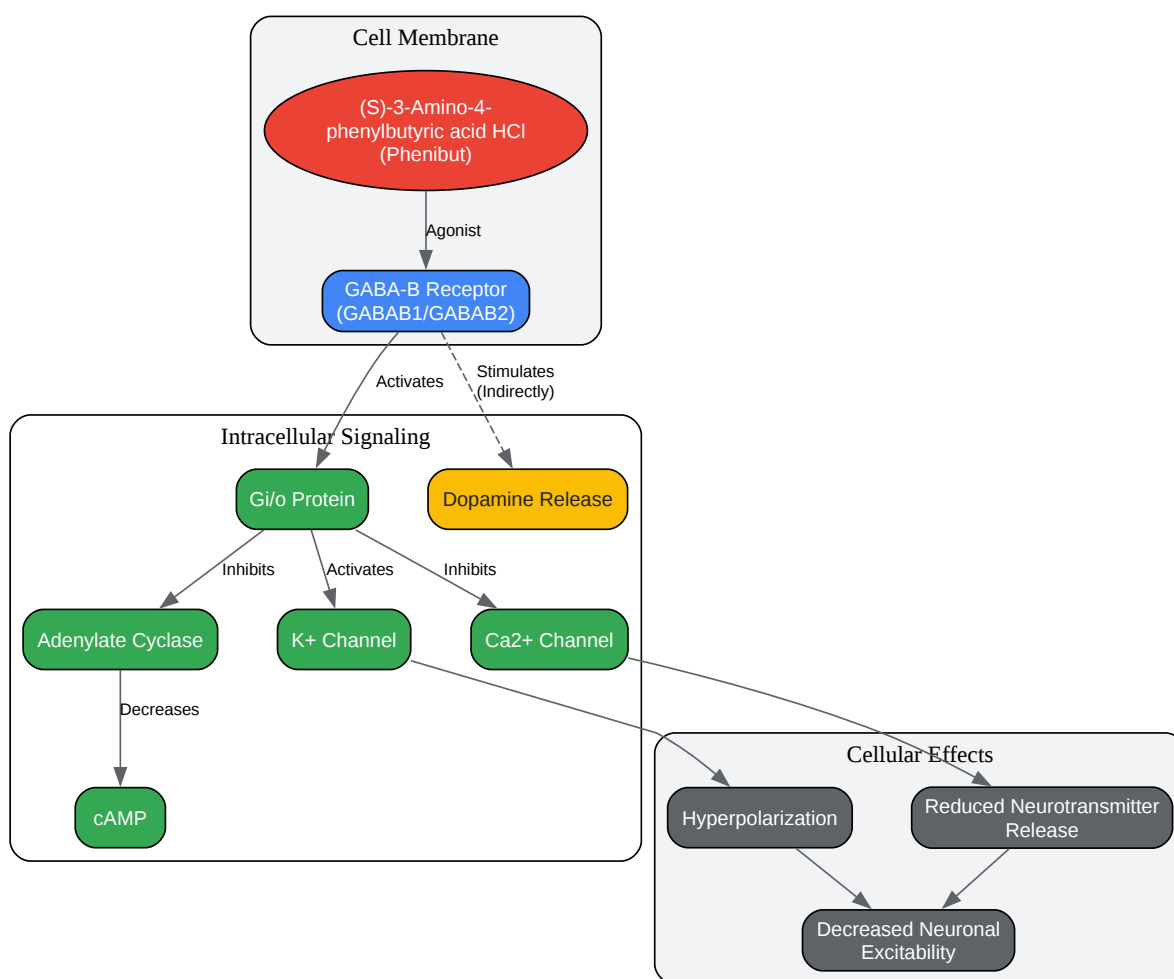 Cell Membrane
(S)-3-Amino-4-
phenylbutyric acid HCl
(Phenibut)
Agonist
GABA-B Receptor
(GABAB1/GABAB2)
Activates
Stimulates
(Indirectly)
Intracellular Signaling
Gi/o Protein
Dopamine Release
Inhibits
Activates
Inhibits
Adenylate Cyclase
K+ Channel
Ca2+ Channel
Decreases
cAMP
Cellular Effects
Hyperpolarization
Reduced Neurotransmitter
Release
Decreased Neuronal
Excitability